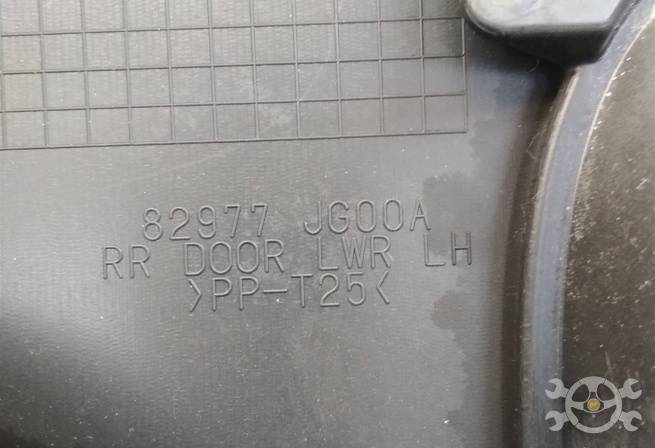 82977 JG00A
RR DOOR LWR LH
>PP-T25<